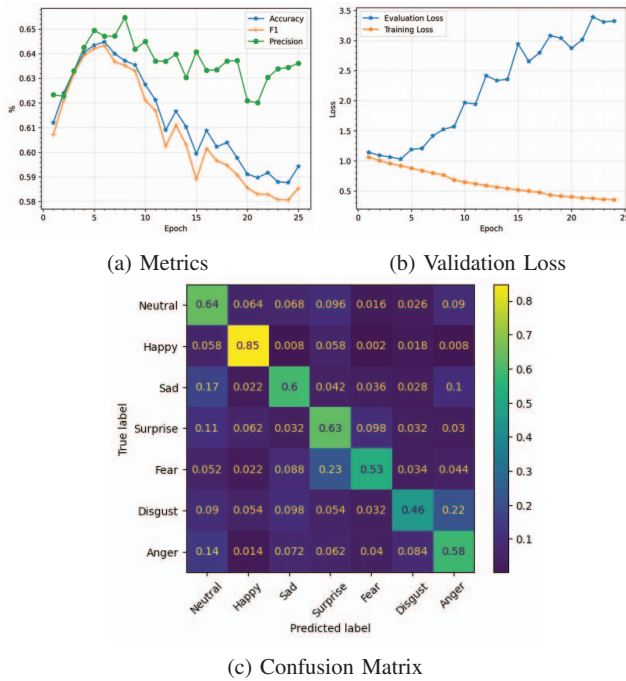 Accuracy
F1
Precision
0.65
0.64
0.63
0.62
0.61
0.60
0.59
0.58
%
0 5 10 15 20 25
Epoch
(a) Metrics
Evaluation Loss
Training Loss
3.5
3.0
2.5
2.0
1.5
1.0
0.5
Loss
0 5 10 15 20 25
Epoch
(b) Validation Loss
Neutral 0.64 0.064 0.068 0.096 0.016 0.026 0.09
Happy 0.058 0.85 0.008 0.058 0.002 0.018 0.008
Sad 0.17 0.022 0.6 0.042 0.036 0.028 0.1
Surprise 0.11 0.062 0.032 0.63 0.098 0.032 0.03
Fear 0.052 0.022 0.088 0.23 0.53 0.034 0.044
Disgust 0.09 0.054 0.098 0.054 0.032 0.46 0.22
Anger 0.14 0.014 0.072 0.062 0.04 0.084 0.58
True label
Neutral Happy Sad Surprise Fear Disgust Anger
Predicted label
0.8
0.7
0.6
0.5
0.4
0.3
0.2
0.1
(c) Confusion Matrix